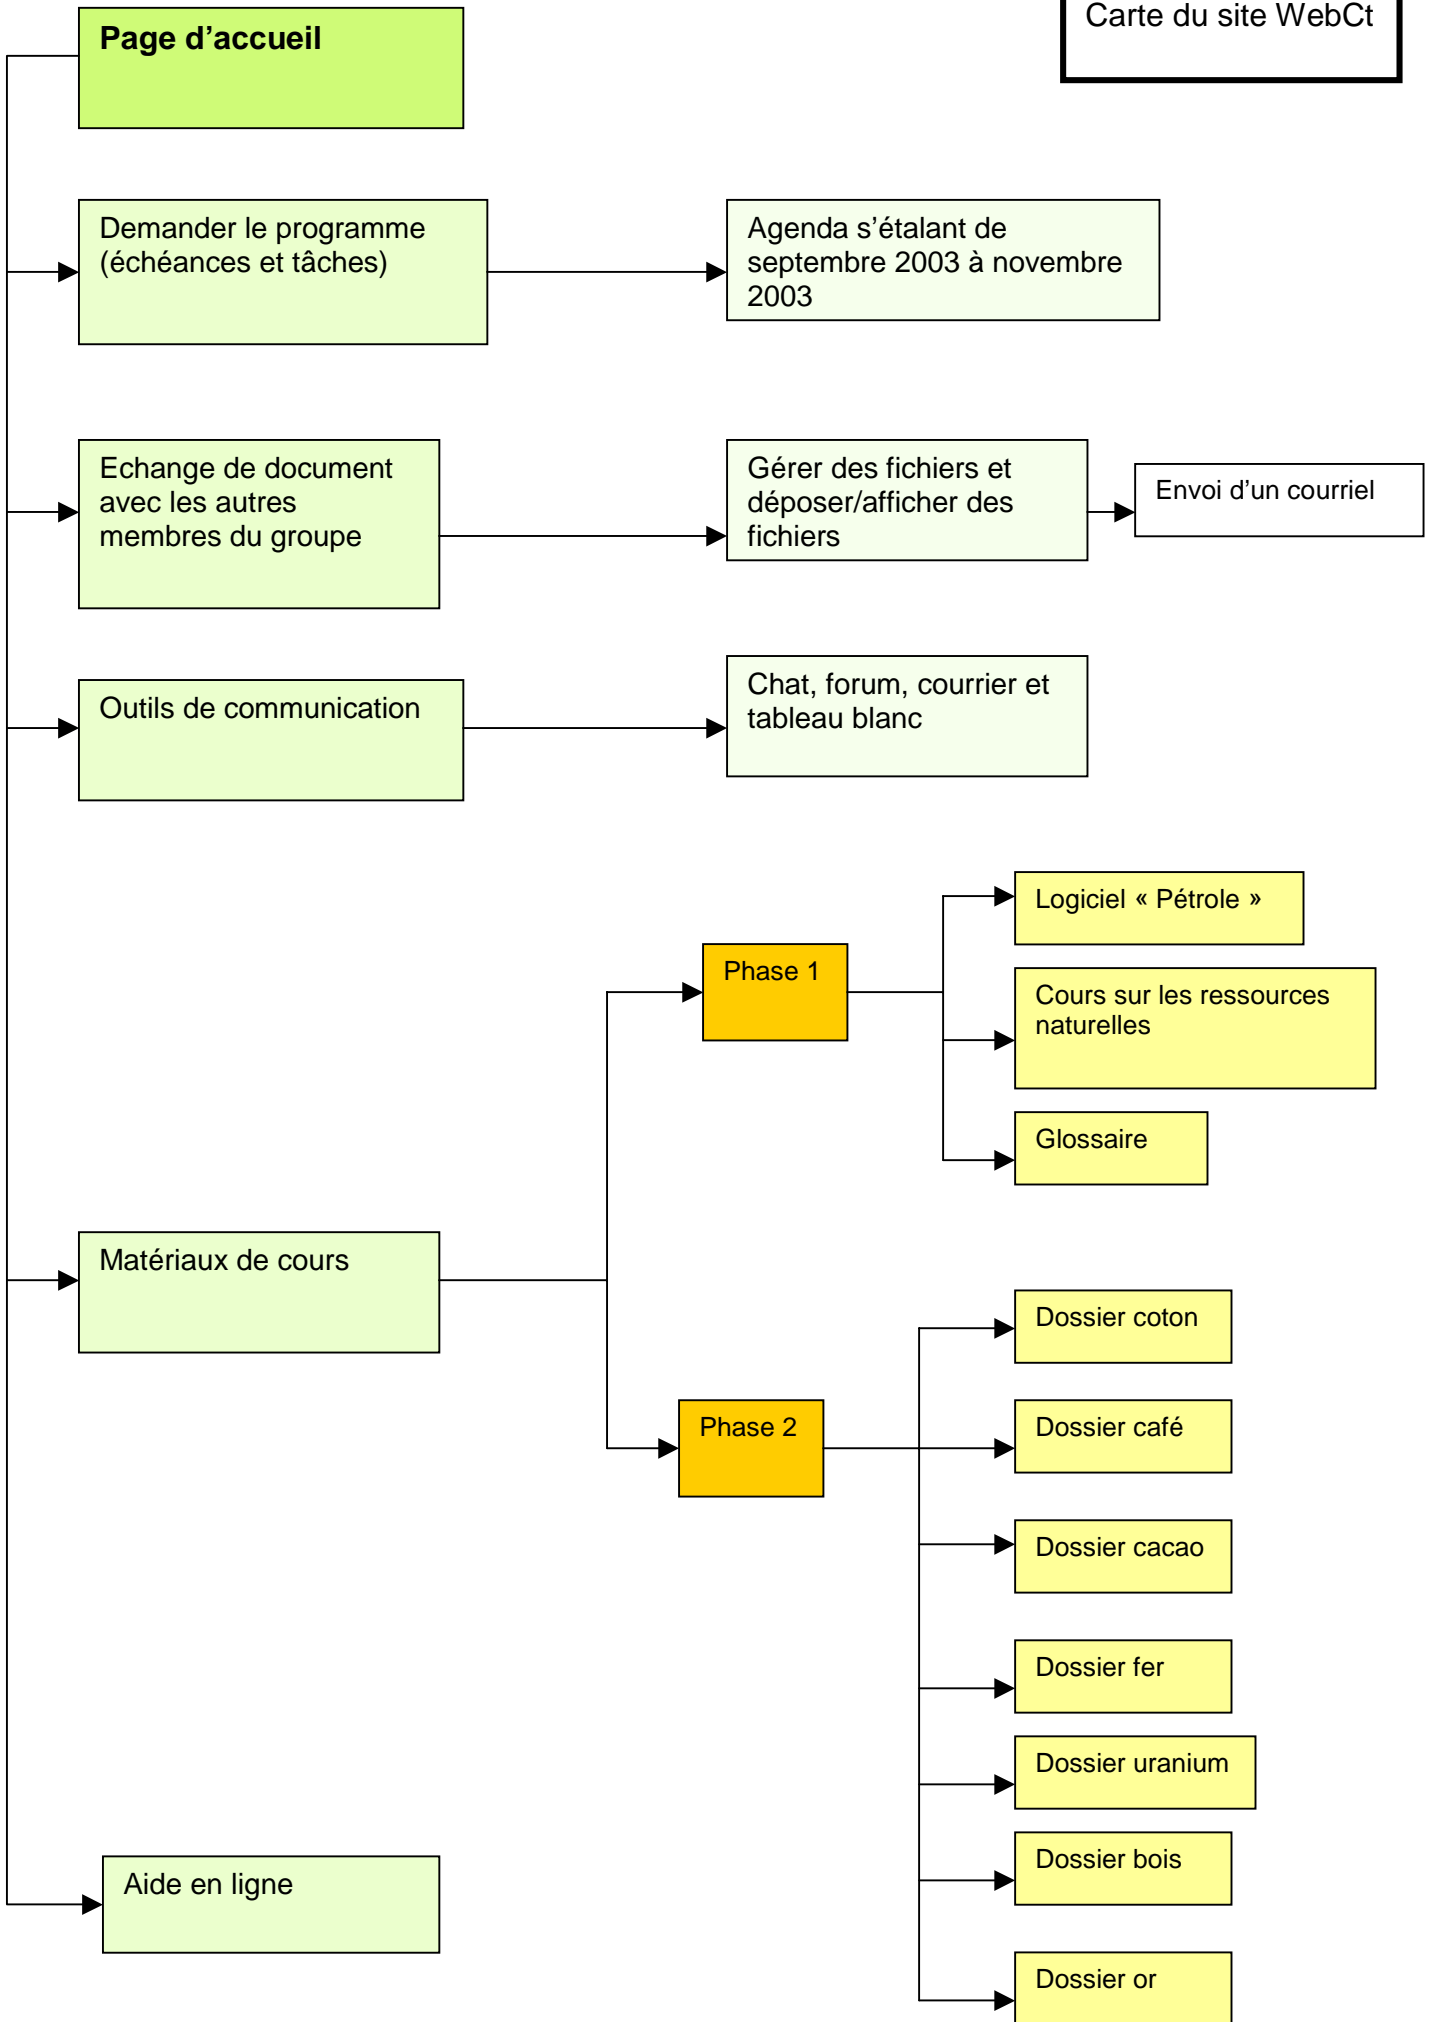 Carte du site WebCt
Page d’accueil
Demander le programme
(échéances et tâches)
Agenda s’étalant de
septembre 2003 à novembre
2003
Echange de document
avec les autres
membres du groupe
Gérer des fichiers et
déposer/afficher des
fichiers
Envoi d’un courriel
Outils de communication
Chat, forum, courrier et
tableau blanc
Matériaux de cours
Phase 1
Logiciel « Pétrole »
Cours sur les ressources
naturelles
Glossaire
Phase 2
Dossier coton
Dossier café
Dossier cacao
Dossier fer
Dossier uranium
Dossier bois
Dossier or
Aide en ligne